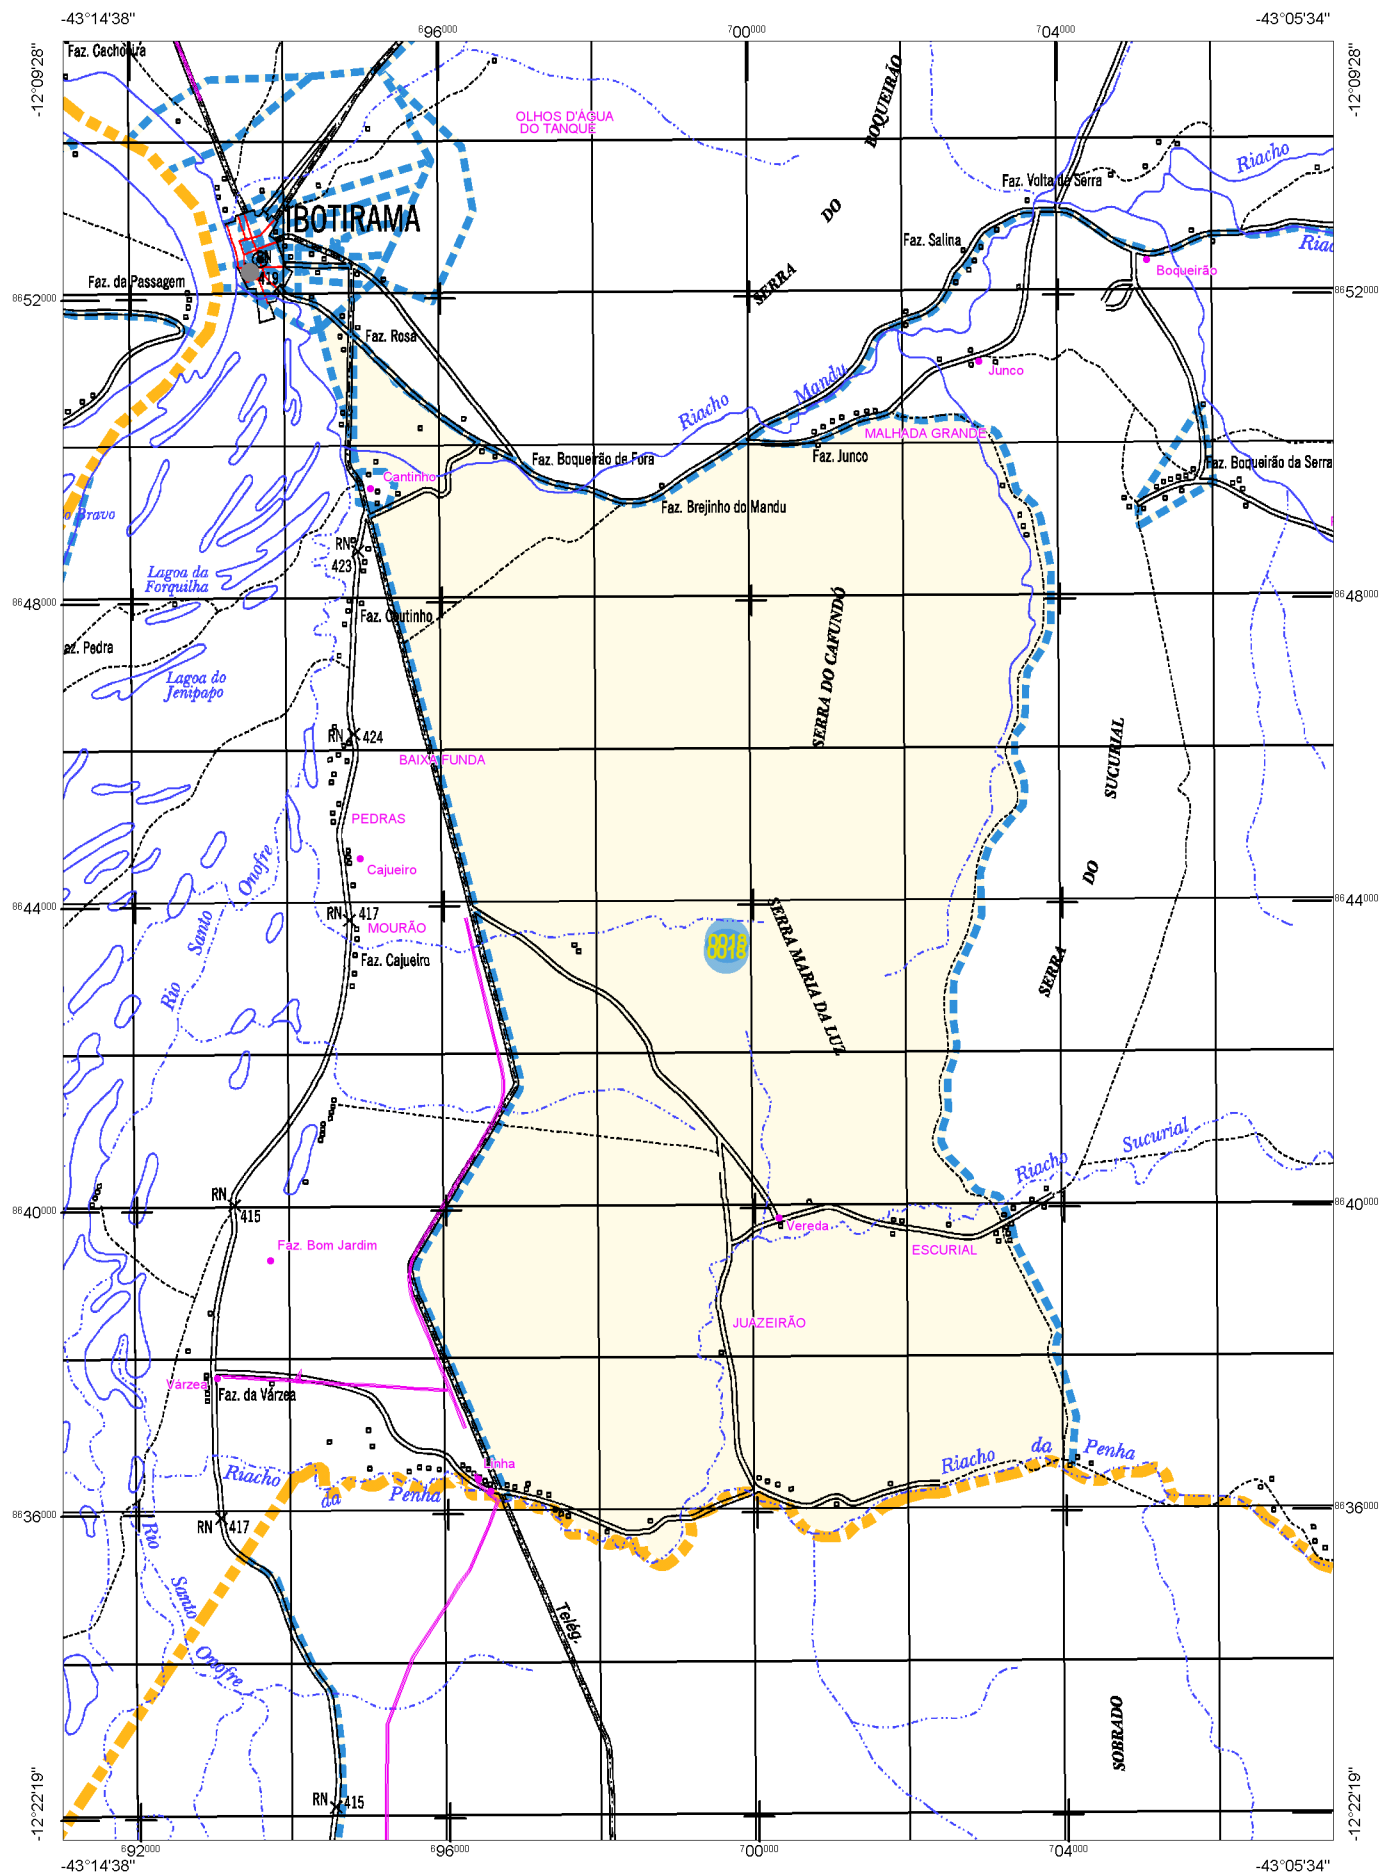 -43°14'38"
-43°05'34"
-12°09'28"
-12°09'28"
696000
700000
704000
Faz. Cachoeira
OLHOS D'ÁGUA
DO TANQUE
BOQUEIRÃO
DO
SERRA
Riacho
Faz. Volta da Serra
IBOTIRAMA
Faz. Salina
Boqueirão
419
Faz. da Passagem
8652000
8652000
Faz. Rosa
Riacho
Mandu
Junco
MALHADA GRANDE
Faz. Junco
Faz. Boqueirão de Fora
Faz. Boqueirão da Serra
Cantinho
Faz. Brejinho do Mandu
o Bravo
RN
423
Lagoa da
Forquilha
8648000
8648000
Faz. Coutinho
SERRA DO CAFUNDÓ
az. Pedra
Lagoa do
Jenipapo
RN
424
BAIXA FUNDA
SUCURIAL
DO
SERRA
PEDRAS
Cajueiro
Rio
Santo
Onofre
RN
417
MOURÃO
Faz. Cajueiro
8644000
8644000
SERRA MARIA DA LUZ
0018
Riacho
Sucurial
RN
415
8640000
8640000
Vereda
ESCURIAL
Faz. Bom Jardim
JUAZEIRÃO
Várzea
Faz. da Várzea
Linha
Riacho
da
Penha
Riacho
da
Penha
8636000
8636000
RN
417
Rio
Santo
Onofre
Teleg.
SOBRADO
RN
415
-12°22'19"
-12°22'19"
692000
696000
700000
704000
-43°14'38"
-43°05'34"